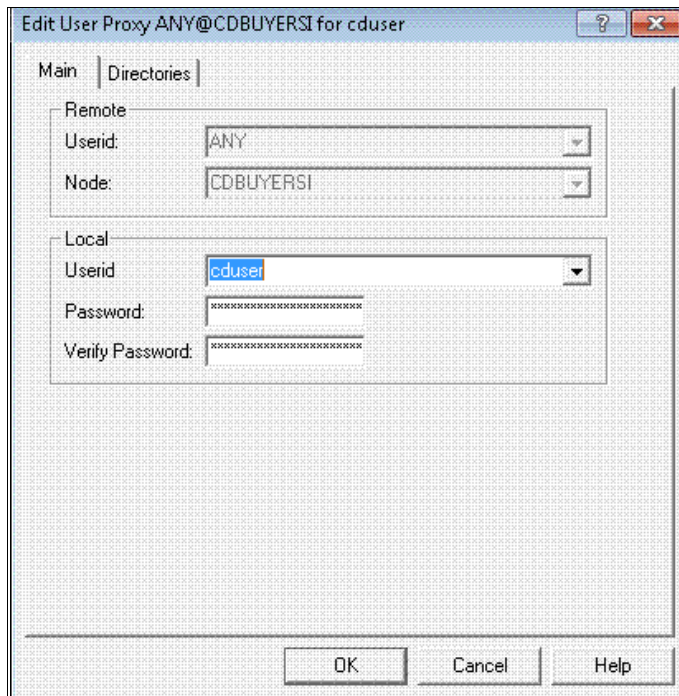 Edit User Proxy ANY@CDBUYERSI for cduser
?
Main
Directories
Remote
Userid: ANY
Node: CDBUYERSI
Local
Userid cduser
Password: **********************
Verify Password: **********************
OK Cancel Help